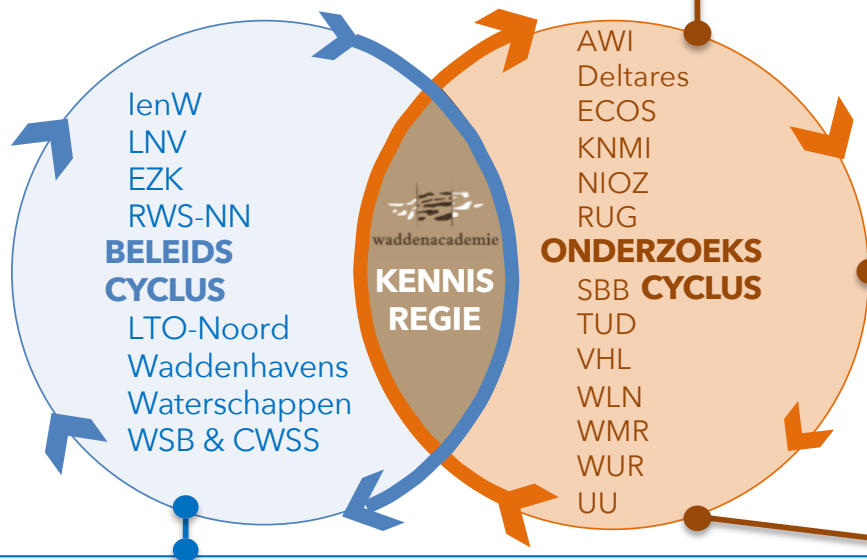 IenW
LNV
EZK
RWS-NN
BELEIDS
CYCLUS
LTO-Noord
Waddenhavens
Waterschappen
WSB & CWSS
waddenacademie
KENNIS
REGIE
AWI
Deltares
ECOS
KNMI
NIOZ
RUG
ONDERZOEKS
SBB CYCLUS
TUD
VHL
WLN
WMR
WUR
UU